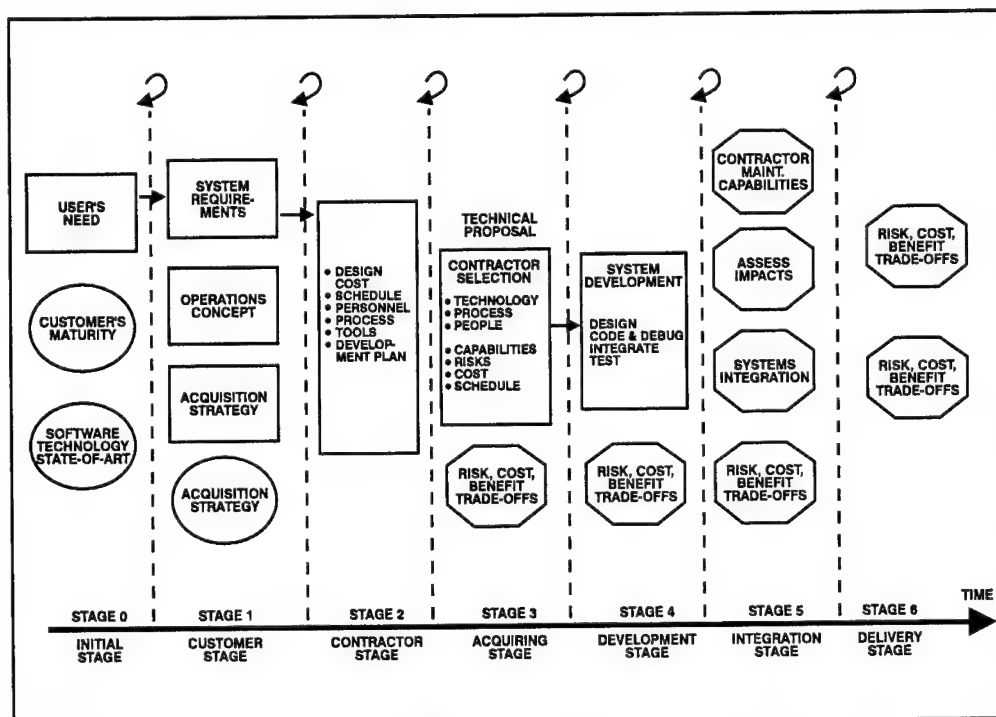 USER'S
NEED
CUSTOMER'S
MATURITY
SOFTWARE
TECHNOLOGY
STATE-OF-ART
SYSTEM
REQUIRE-
MENTS
OPERATIONS
CONCEPT
ACQUISITION
STRATEGY
ACQUISITION
STRATEGY
• DESIGN
COST
• SCHEDULE
• PERSONNEL
• PROCESS
• TOOLS
• DEVELOP-
MENT PLAN
TECHNICAL
PROPOSAL
CONTRACTOR
SELECTION
• TECHNOLOGY
• PROCESS
• PEOPLE
• CAPABILITIES
• RISKS
• COST
• SCHEDULE
RISK, COST,
BENEFIT
TRADE-OFFS
SYSTEM
DEVELOPMENT
DESIGN
CODE & DEBUG
INTEGRATE
TEST
RISK, COST,
BENEFIT
TRADE-OFFS
CONTRACTOR
MAINT.
CAPABILITIES
ASSESS
IMPACTS
SYSTEMS
INTEGRATION
RISK, COST,
BENEFIT
TRADE-OFFS
RISK, COST,
BENEFIT
TRADE-OFFS
RISK, COST,
BENEFIT
TRADE-OFFS
STAGE 0
INITIAL
STAGE
STAGE 1
CUSTOMER
STAGE
STAGE 2
CONTRACTOR
STAGE
STAGE 3
ACQUIRING
STAGE
STAGE 4
DEVELOPMENT
STAGE
STAGE 5
INTEGRATION
STAGE
STAGE 6
DELIVERY
STAGE
TIME